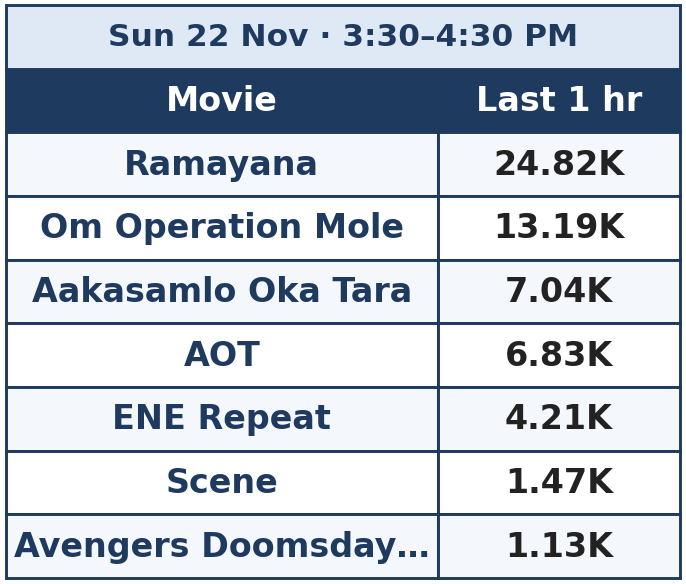 Sun 22 Nov · 3:30–4:30 PM
Movie Last 1 hr
Ramayana 24.82K
Om Operation Mole 13.19K
Aakasamlo Oka Tara 7.04K
AOT 6.83K
ENE Repeat 4.21K
Scene 1.47K
Avengers Doomsday… 1.13K